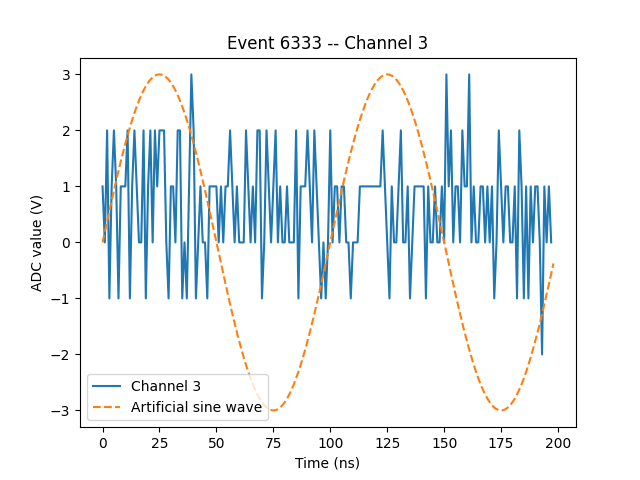 Event 6333 -- Channel 3
ADC value (V)
3
2
1
0
−1
−2
−3
Channel 3
Artificial sine wave
0 25 50 75 100 125 150 175 200
Time (ns)